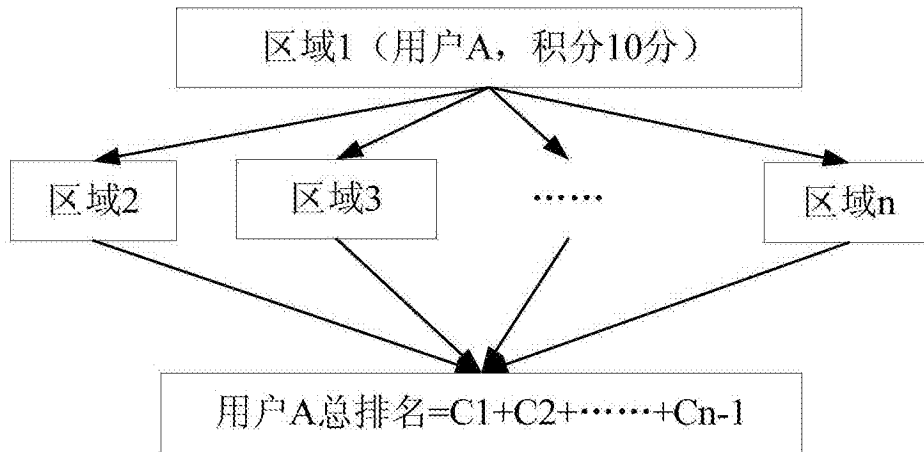 区域1（用户A，积分10分）
区域2
区域3
……
区域n
用户A总排名=C1+C2+……+Cn-1